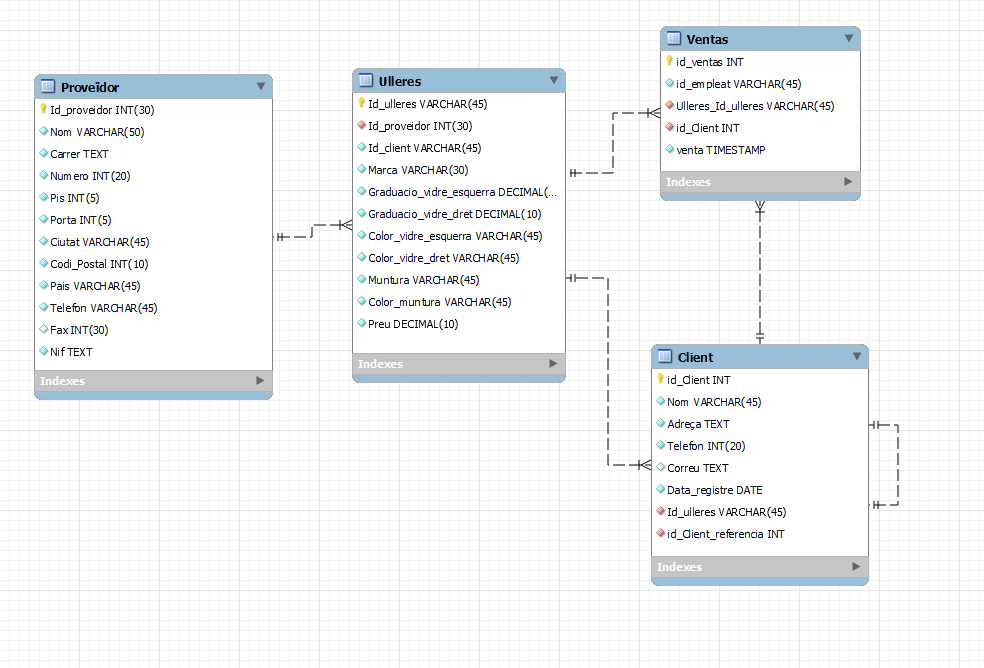 Proveidor
Id_proveidor INT(30)
Nom VARCHAR(50)
Carrer TEXT
Numero INT(20)
Pis INT(5)
Porta INT(5)
Ciutat VARCHAR(45)
Codi_Postal INT(10)
Pais VARCHAR(45)
Telefon VARCHAR(45)
Fax INT(30)
Nif TEXT
Indexes
Ulleres
Id_ulleres VARCHAR(45)
Id_proveidor INT(30)
Id_client VARCHAR(45)
Marca VARCHAR(30)
Graduacio_vidre_esquerra DECIMAL(...
Graduacio_vidre_dret DECIMAL(10)
Color_vidre_esquerra VARCHAR(45)
Color_vidre_dret VARCHAR(45)
Muntura VARCHAR(45)
Color_muntura VARCHAR(45)
Preu DECIMAL(10)
Indexes
Ventas
id_ventas INT
id_empleat VARCHAR(45)
Ulleres_Id_ulleres VARCHAR(45)
id_Client INT
venta TIMESTAMP
Indexes
Client
id_Client INT
Nom VARCHAR(45)
Adreça TEXT
Telefon INT(20)
Correu TEXT
Data_registre DATE
Id_ulleres VARCHAR(45)
id_Client_referencia INT
Indexes